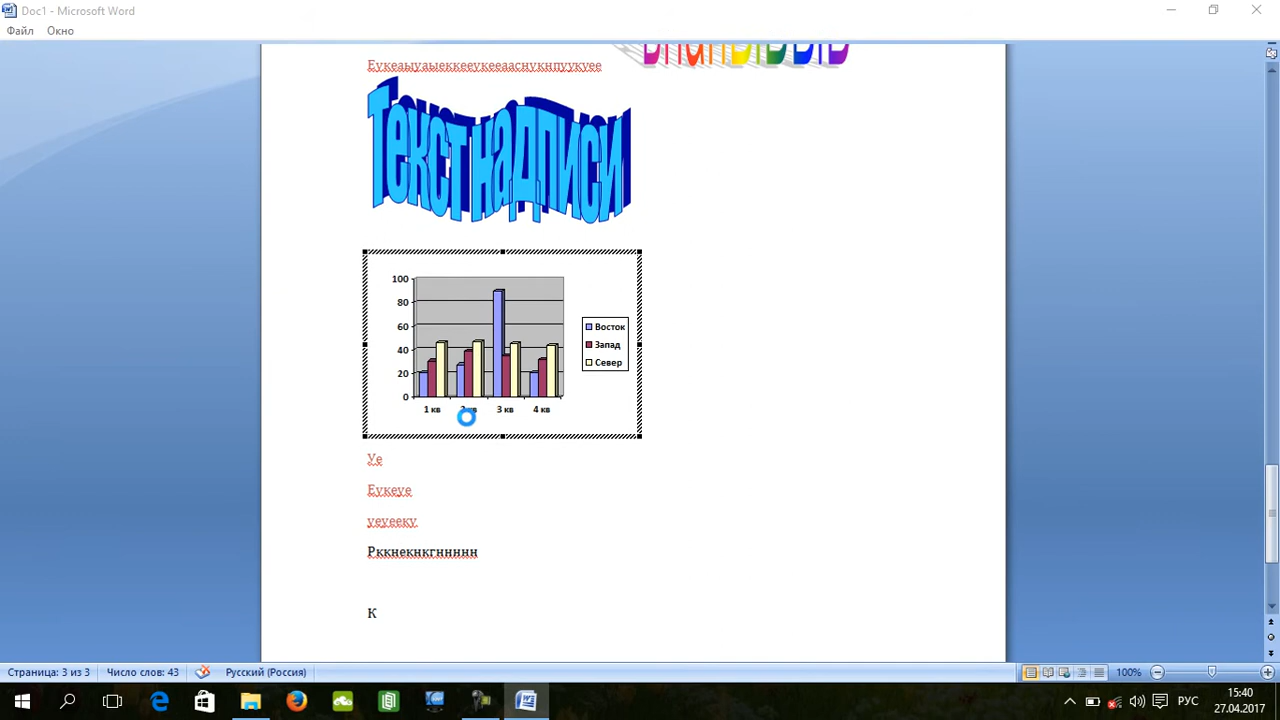 Doc1 - Microsoft Word
Файл Окно
Еукеаыуаыеккееукееааснукнпуукуее
Текст надписи
100
80
60
40
20
0
1 кв 3 кв 4 кв
Восток
Запад
Север
Уе
Еукеуе
уеуееку
Рккнекнкгннннн
К
Страница: 3 из 3 Число слов: 43 Русский (Россия) 100%
РУС
15:40
27.04.2017